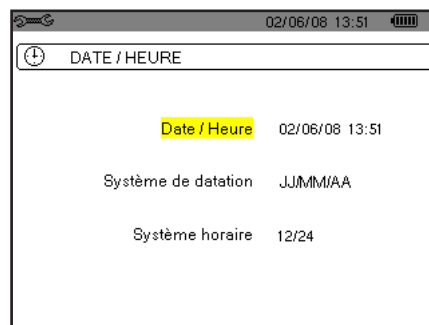 02/06/08 13:51
DATE / HEURE
Date / Heure 02/06/08 13:51
Système de datation JJ/MM/AA
Système horaire 12/24